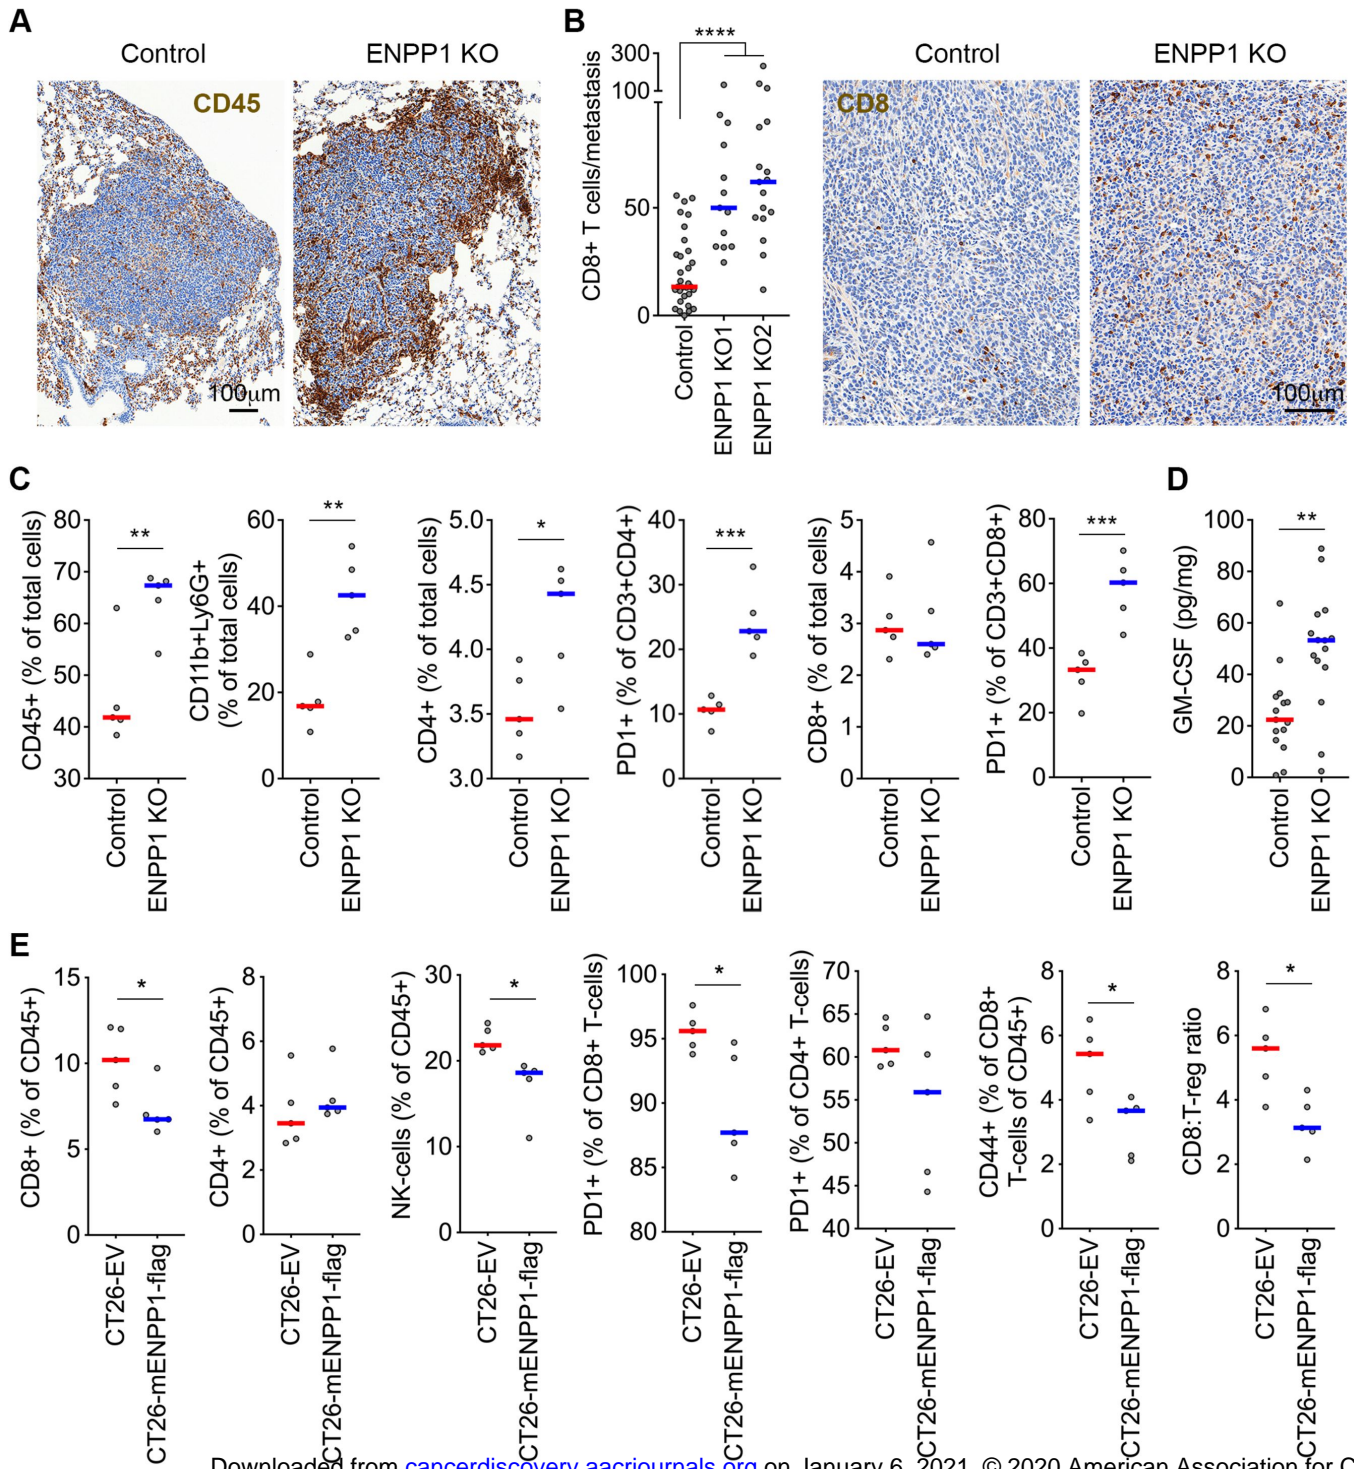 A
B
Control
ENPP1 KO
CD45
100μm
CD8+ T cells/metastasis
300
100
50
0
****
Control
ENPP1 KO1
ENPP1 KO2
Control
ENPP1 KO
CD8
100μm
C
D
CD45+ (% of total cells)
80
70
60
50
40
30
**
Control
ENPP1 KO
CD11b+Ly6G+
(% of total cells)
60
40
20
0
**
Control
ENPP1 KO
CD4+ (% of total cells)
5.0
4.5
4.0
3.5
3.0
*
Control
ENPP1 KO
PD1+ (% of CD3+CD4+)
40
30
20
10
0
***
Control
ENPP1 KO
CD8+ (% of total cells)
5
4
3
2
1
0
Control
ENPP1 KO
PD1+ (% of CD3+CD8+)
80
60
40
20
0
***
Control
ENPP1 KO
GM-CSF (pg/mg)
100
80
60
40
20
0
**
Control
ENPP1 KO
E
CD8+ (% of CD45+)
15
10
5
0
*
CT26-EV
CT26-mENPP1-flag
CD4+ (% of CD45+)
8
6
4
2
0
CT26-EV
CT26-mENPP1-flag
NK-cells (% of CD45+)
30
20
10
0
*
CT26-EV
CT26-mENPP1-flag
PD1+ (% of CD8+ T-cells)
100
95
90
85
80
*
CT26-EV
CT26-mENPP1-flag
PD1+ (% of CD4+ T-cells)
70
65
60
55
50
45
40
CT26-EV
CT26-mENPP1-flag
CD44+ (% of CD8+
T-cells of CD45+)
8
6
4
2
0
*
CT26-EV
CT26-mENPP1-flag
CD8:T-reg ratio
8
6
4
2
0
*
CT26-EV
CT26-mENPP1-flag
Downloaded from cancerdiscovery.aacrjournals.org on January 6, 2021. © 2020 American Association for